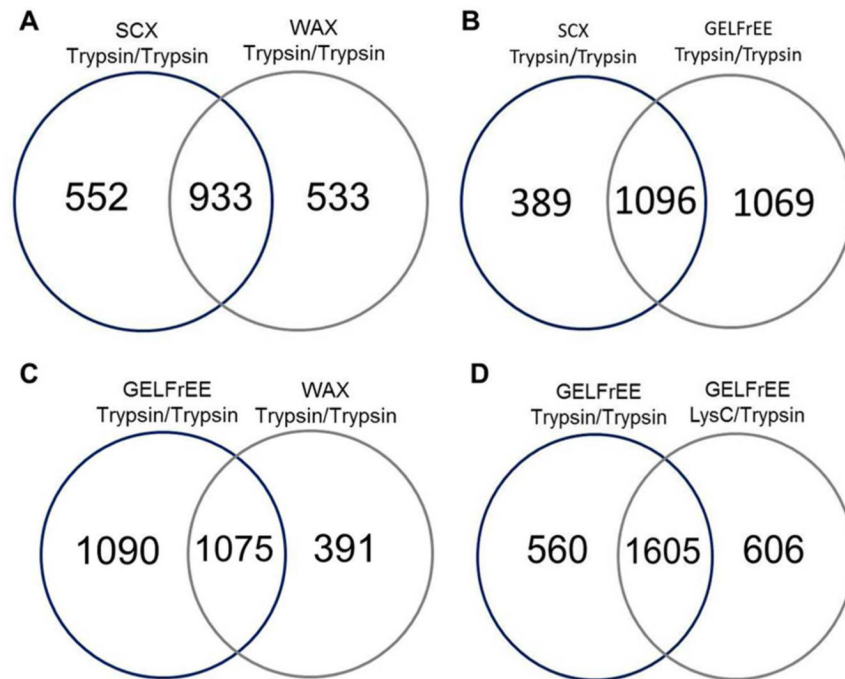 A
SCX
Trypsin/Trypsin
WAX
Trypsin/Trypsin
552
933
533
B
SCX
Trypsin/Trypsin
GELFrEE
Trypsin/Trypsin
389
1096
1069
C
GELFrEE
Trypsin/Trypsin
WAX
Trypsin/Trypsin
1090
1075
391
D
GELFrEE
Trypsin/Trypsin
GELFrEE
LysC/Trypsin
560
1605
606